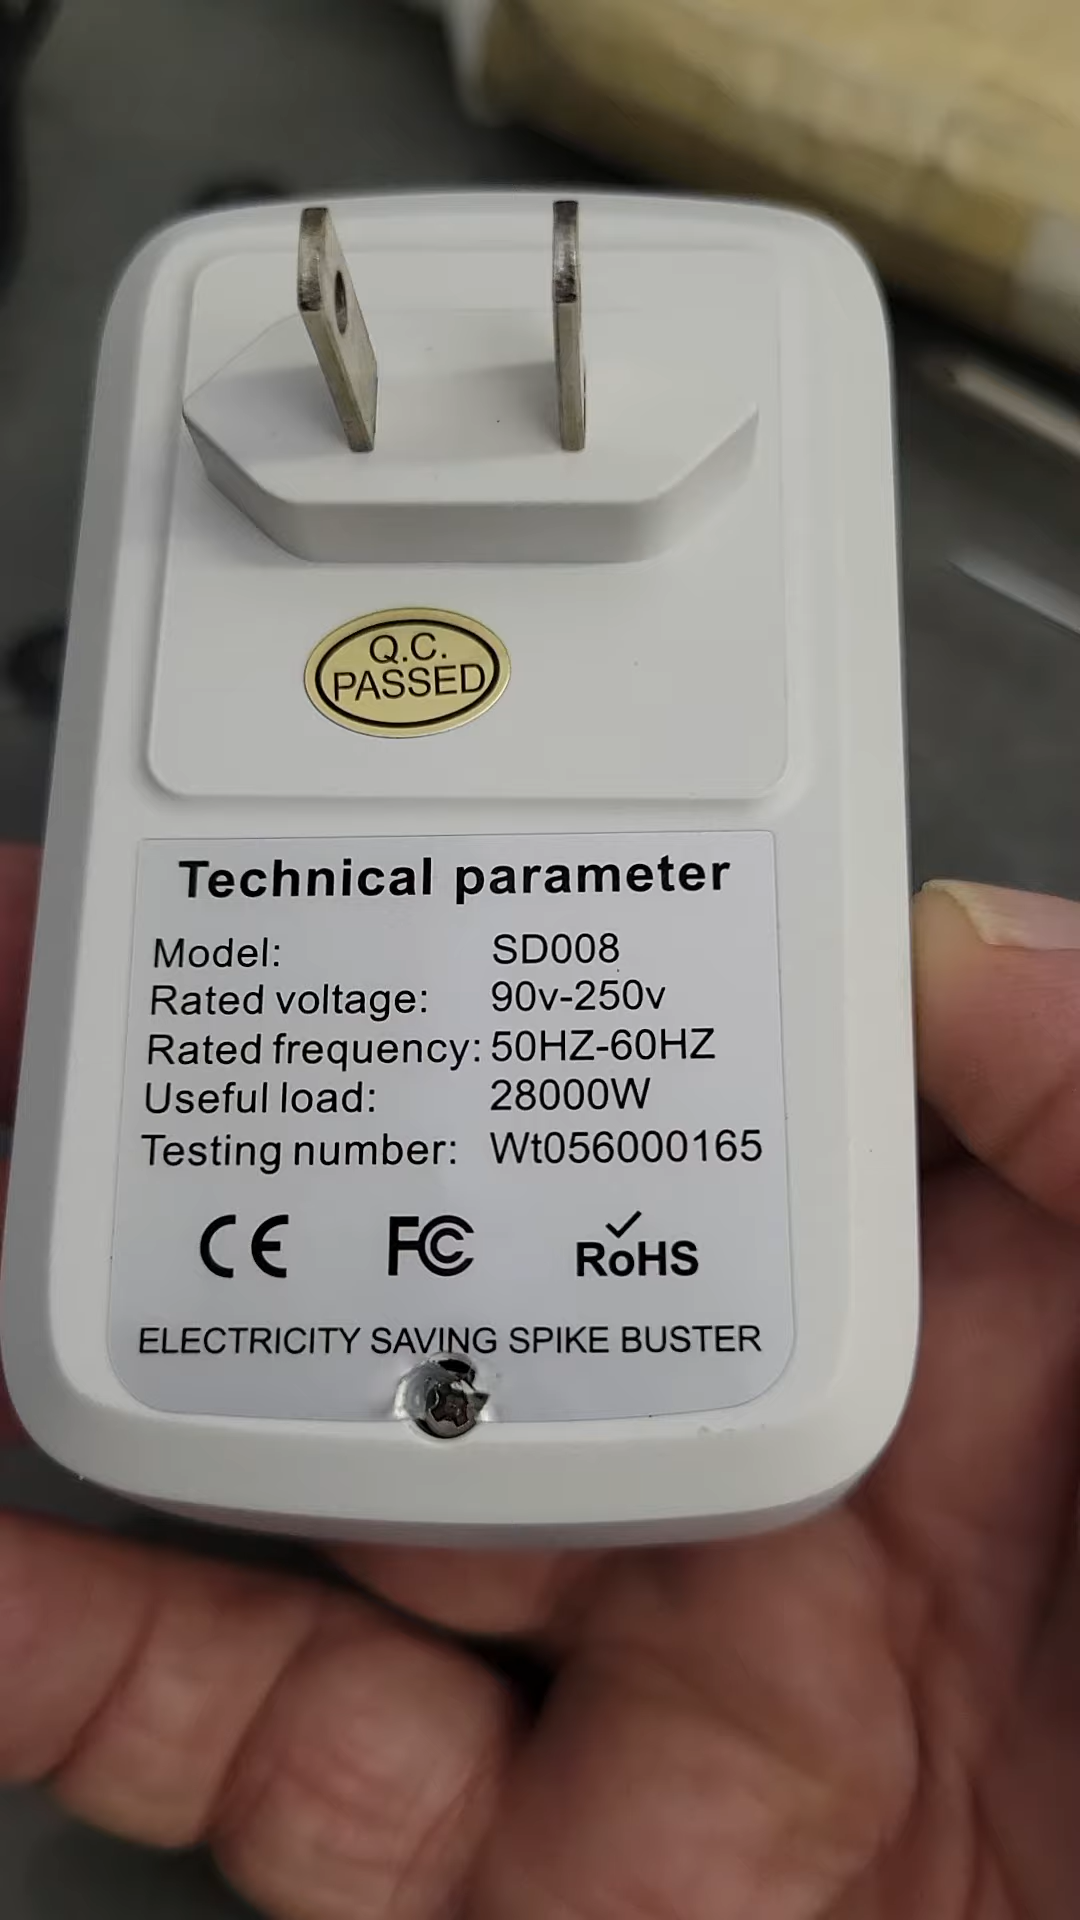 Q.C.
PASSED
Technical parameter
Model: SD008
Rated voltage: 90v-250v
Rated frequency: 50HZ-60HZ
Useful load: 28000W
Testing number: Wt056000165
CE FC RoHS
ELECTRICITY SAVING SPIKE BUSTER